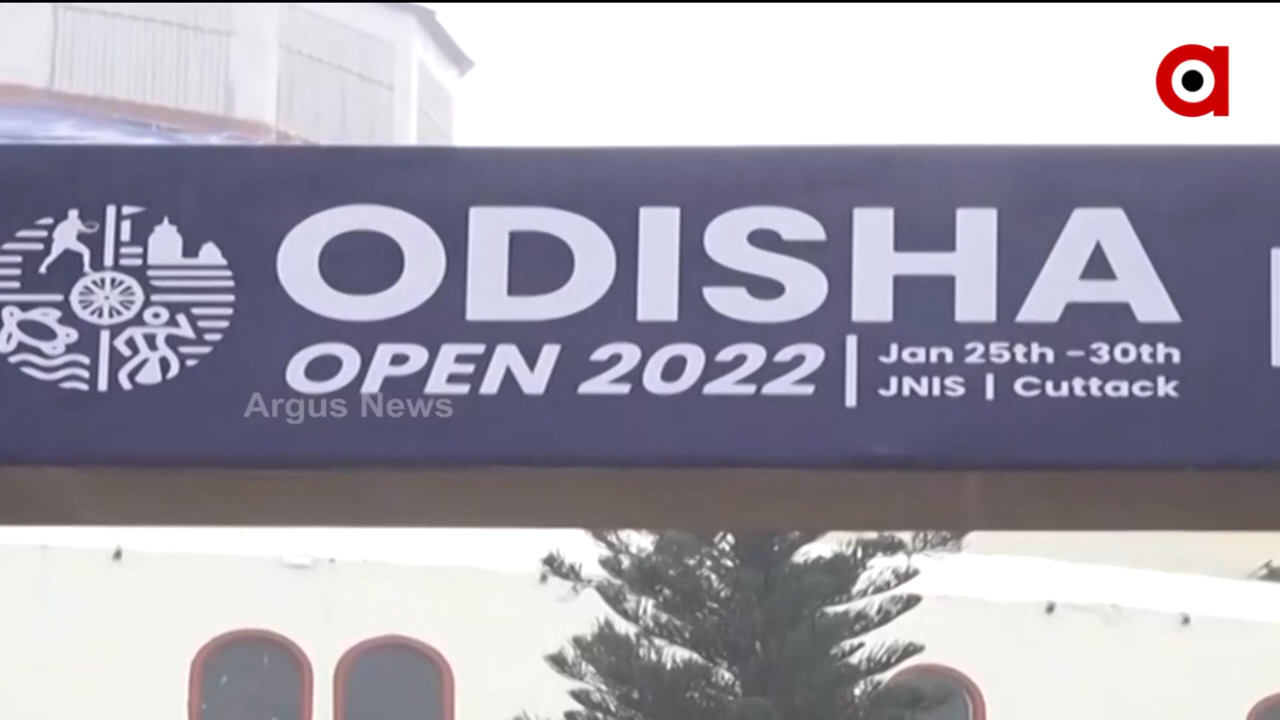 a
ODISHA
OPEN 2022
Jan 25th -30th
JNIS | Cuttack
Argus News